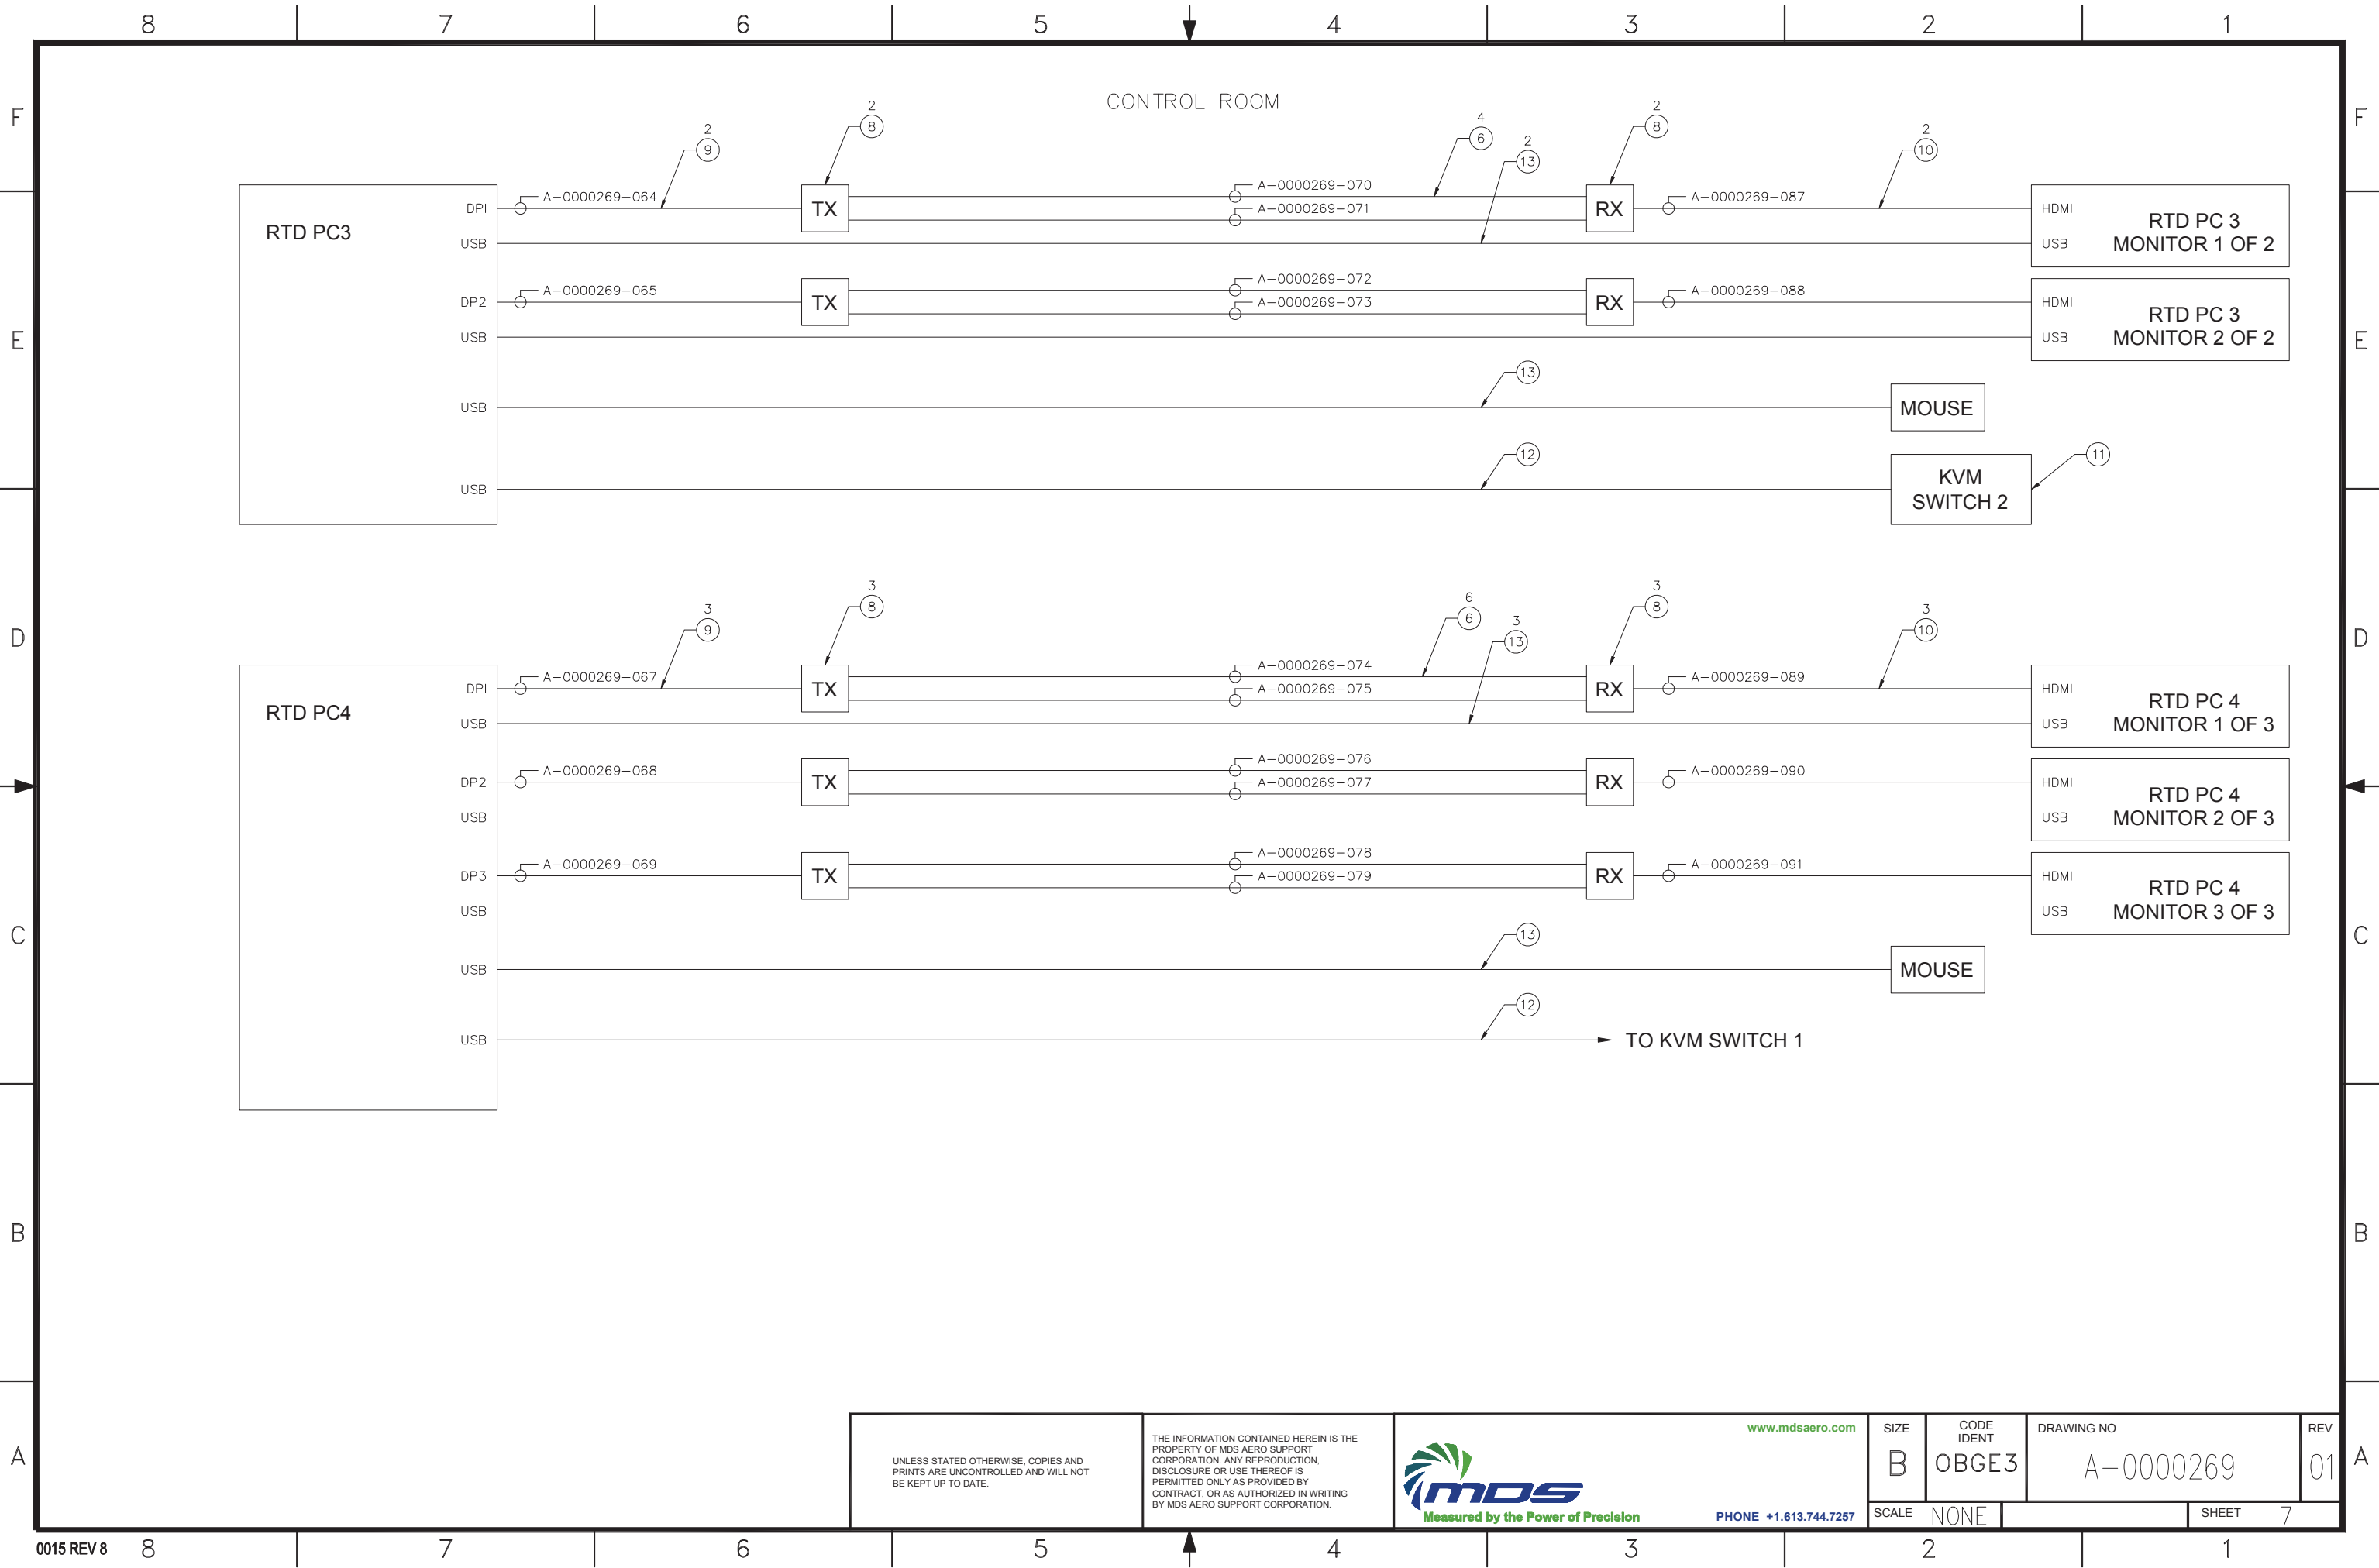 8 7 6 5 4 3 2 1
F F
E E
D D
C C
B B
A A
CONTROL ROOM
RTD PC3
2
9
2
8
4
6
2
13
2
8
2
10
DPI
A-0000269-064
TX
A-0000269-070
A-0000269-071
RX
A-0000269-087
HDMI
RTD PC 3
MONITOR 1 OF 2
USB
USB
DP2
A-0000269-065
TX
A-0000269-072
A-0000269-073
RX
A-0000269-088
HDMI
RTD PC 3
MONITOR 2 OF 2
USB
USB
13
USB
MOUSE
12
11
USB
KVM
SWITCH 2
RTD PC4
3
9
3
8
6
6
3
13
3
8
3
10
DPI
A-0000269-067
TX
A-0000269-074
A-0000269-075
RX
A-0000269-089
HDMI
RTD PC 4
MONITOR 1 OF 3
USB
USB
DP2
A-0000269-068
TX
A-0000269-076
A-0000269-077
RX
A-0000269-090
HDMI
RTD PC 4
MONITOR 2 OF 3
USB
USB
DP3
A-0000269-069
TX
A-0000269-078
A-0000269-079
RX
A-0000269-091
HDMI
RTD PC 4
MONITOR 3 OF 3
USB
USB
13
USB
MOUSE
12
USB
TO KVM SWITCH 1
UNLESS STATED OTHERWISE, COPIES AND
PRINTS ARE UNCONTROLLED AND WILL NOT
BE KEPT UP TO DATE.
THE INFORMATION CONTAINED HEREIN IS THE
PROPERTY OF MDS AERO SUPPORT
CORPORATION. ANY REPRODUCTION,
DISCLOSURE OR USE THEREOF IS
PERMITTED ONLY AS PROVIDED BY
CONTRACT, OR AS AUTHORIZED IN WRITING
BY MDS AERO SUPPORT CORPORATION.
www.mdsaero.com
MDS
Measured by the Power of Precision
PHONE +1.613.744.7257
SIZE
B
CODE
IDENT
OBGE3
DRAWING NO
A-0000269
REV
01
SCALE NONE
SHEET 7
0015 REV 8
8 7 6 5 4 3 2 1